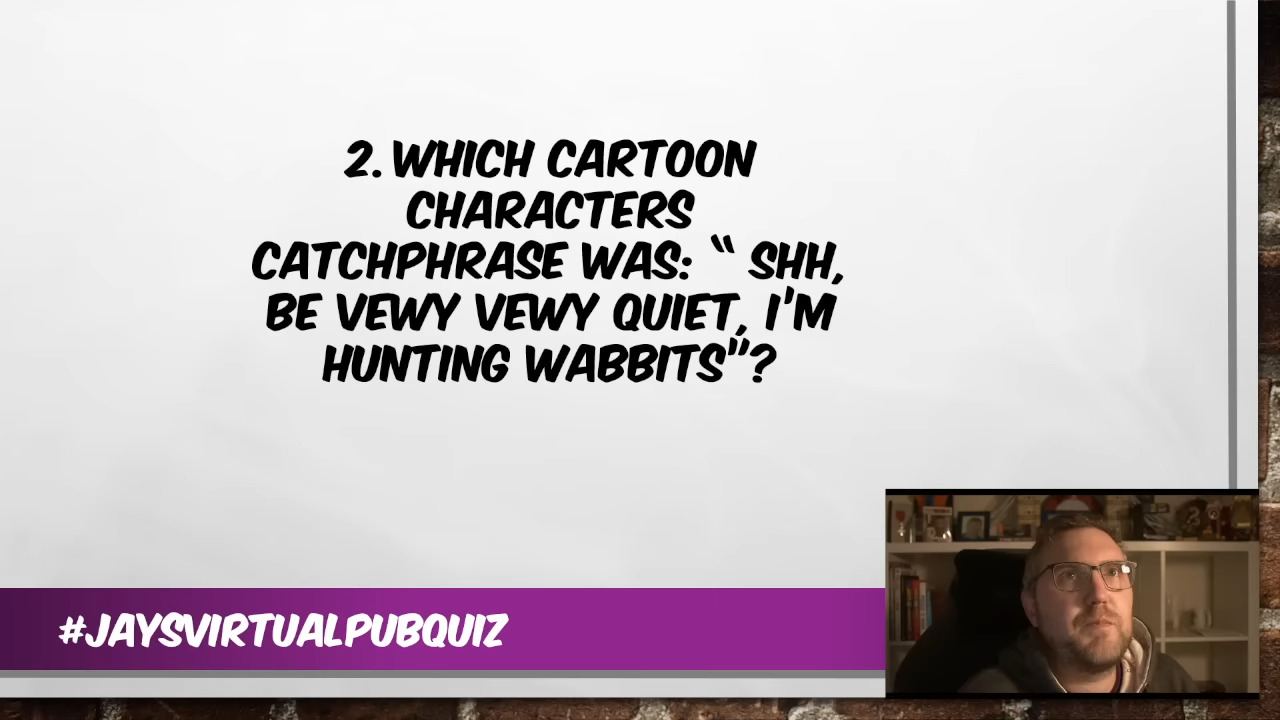 2. WHICH CARTOON
CHARACTERS
CATCHPHRASE WAS: “ SHH,
BE VEWY VEWY QUIET, I'M
HUNTING WABBITS"?
#JAYSVIRTUALPUBQUIZ